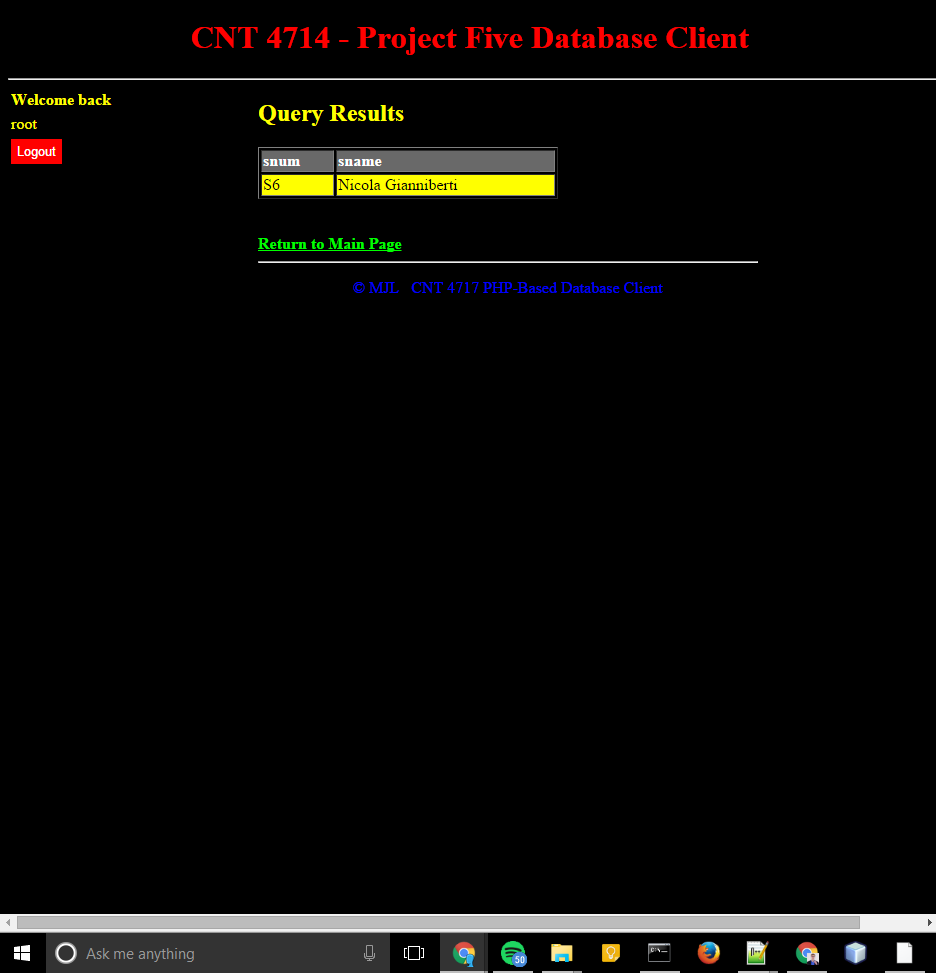 CNT 4714 - Project Five Database Client
Welcome back
root
Logout
Query Results
snum sname
S6 Nicola Gianniberti
Return to Main Page
© MJL CNT 4717 PHP-Based Database Client
Ask me anything
50